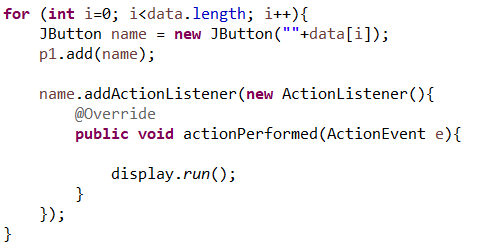 for (int i=0; i<data.length; i++){
    JButton name = new JButton(""+data[i]);
    p1.add(name);

    name.addActionListener(new ActionListener(){
        @Override
        public void actionPerformed(ActionEvent e){

            display.run();
        }
    });
}